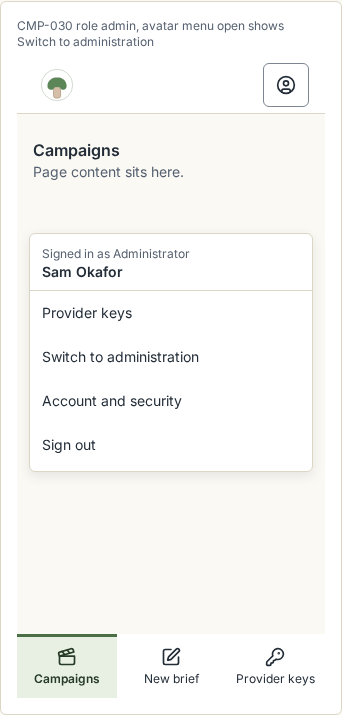 CMP-030 role admin, avatar menu open shows
Switch to administration
Campaigns
Page content sits here.
Signed in as Administrator
Sam Okafor
Provider keys
Switch to administration
Account and security
Sign out
Campaigns
New brief
Provider keys